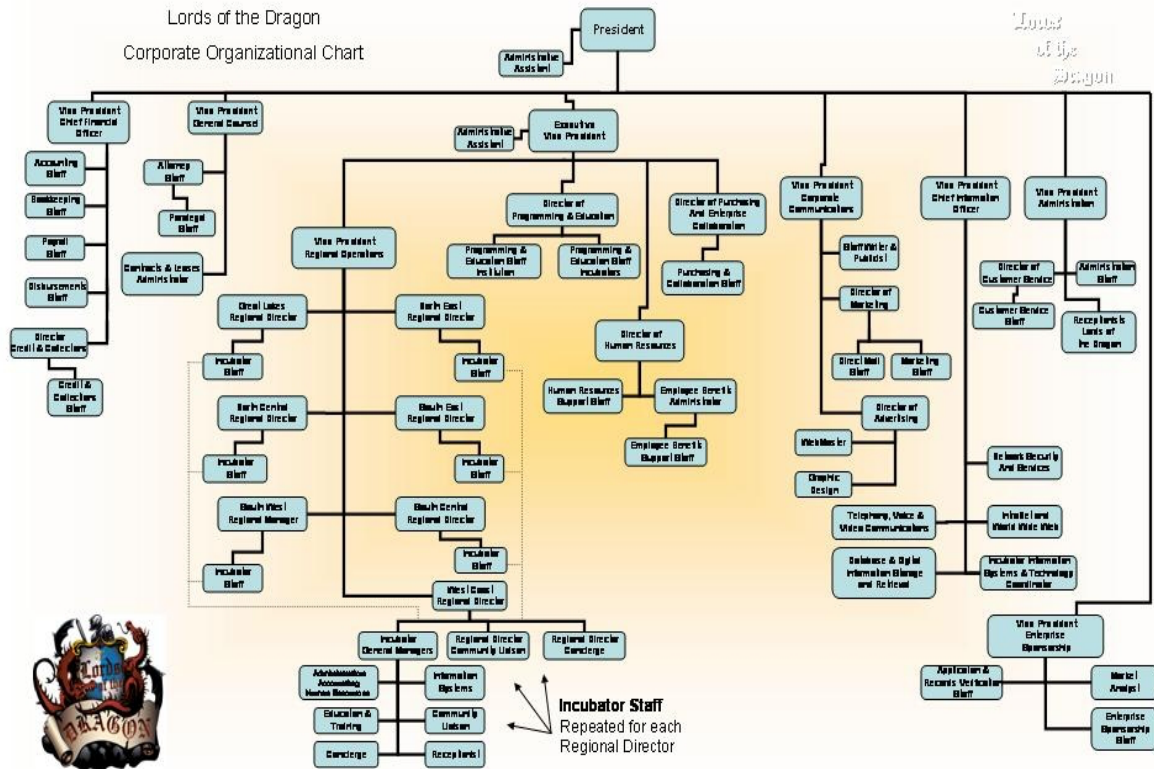 Lords of the Dragon
Corporate Organizational Chart
President
Administrative
Assistant
Vice President
Chief Financial
Officer
Vice President
General Counsel
Administrative
Assistant
Executive
Vice President
Accounting
Staff
Bookkeeping
Staff
Payroll
Staff
Disbursements
Staff
Director
Credit & Collections
Credit &
Collections
Staff
Attorney
Staff
Paralegal
Staff
Contracts & Leases
Administrator
Vice President
Regional Operations
Director of
Programming & Education
Programming &
Education Staff
Institution
Programming &
Education Staff
Incubators
Director of Purchasing
And Enterprise
Collaboration
Purchasing &
Collaboration Staff
Great Lakes
Regional Director
Incubator
Staff
North East
Regional Director
Incubator
Staff
North Central
Regional Director
Incubator
Staff
South East
Regional Director
Incubator
Staff
South West
Regional Manager
Incubator
Staff
South Central
Regional Director
Incubator
Staff
West Coast
Regional Director
Director of
Human Resources
Human Resources
Support Staff
Employee Benefits
Administrator
Employee Benefits
Support Staff
Vice President
Corporate
Communications
Staff Writer &
Publicist
Director of
Marketing
Direct Mail
Staff
Marketing
Staff
Director of
Advertising
WebMaster
Graphic
Design
Vice President
Chief Information
Officer
Network Security
And Services
Telephony, Voice &
Video Communications
Intranet and
World Wide Web
Database & Digital
Information Storage
and Retrieval
Incubator Information
Systems & Technology
Coordinator
Vice President
Administration
Director of
Customer Service
Administration
Staff
Customer Service
Staff
Receptionists
Lords of
the Dragon
Vice President
Enterprise
Sponsorship
Application &
Records Verification
Staff
Market
Analyst
Enterprise
Sponsorship
Staff
Incubator
General Managers
Regional Director
Community Liaison
Regional Director
Concierge
Administration
Accounting
Human Resources
Information
Systems
Education &
Training
Community
Liaison
Concierge
Receptionist
Incubator Staff
Repeated for each
Regional Director
Lords
of the
DRAGON